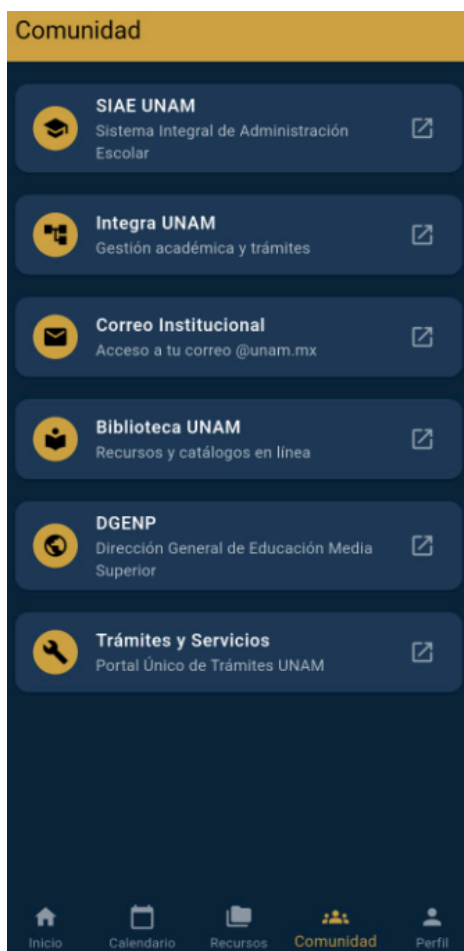 Comunidad
SIAE UNAM
Sistema Integral de Administración
Escolar
Integra UNAM
Gestión académica y trámites
Correo Institucional
Acceso a tu correo @unam.mx
Biblioteca UNAM
Recursos y catálogos en línea
DGENP
Dirección General de Educación Media
Superior
Trámites y Servicios
Portal Único de Trámites UNAM
Inicio
Calendario
Recursos
Comunidad
Perfil